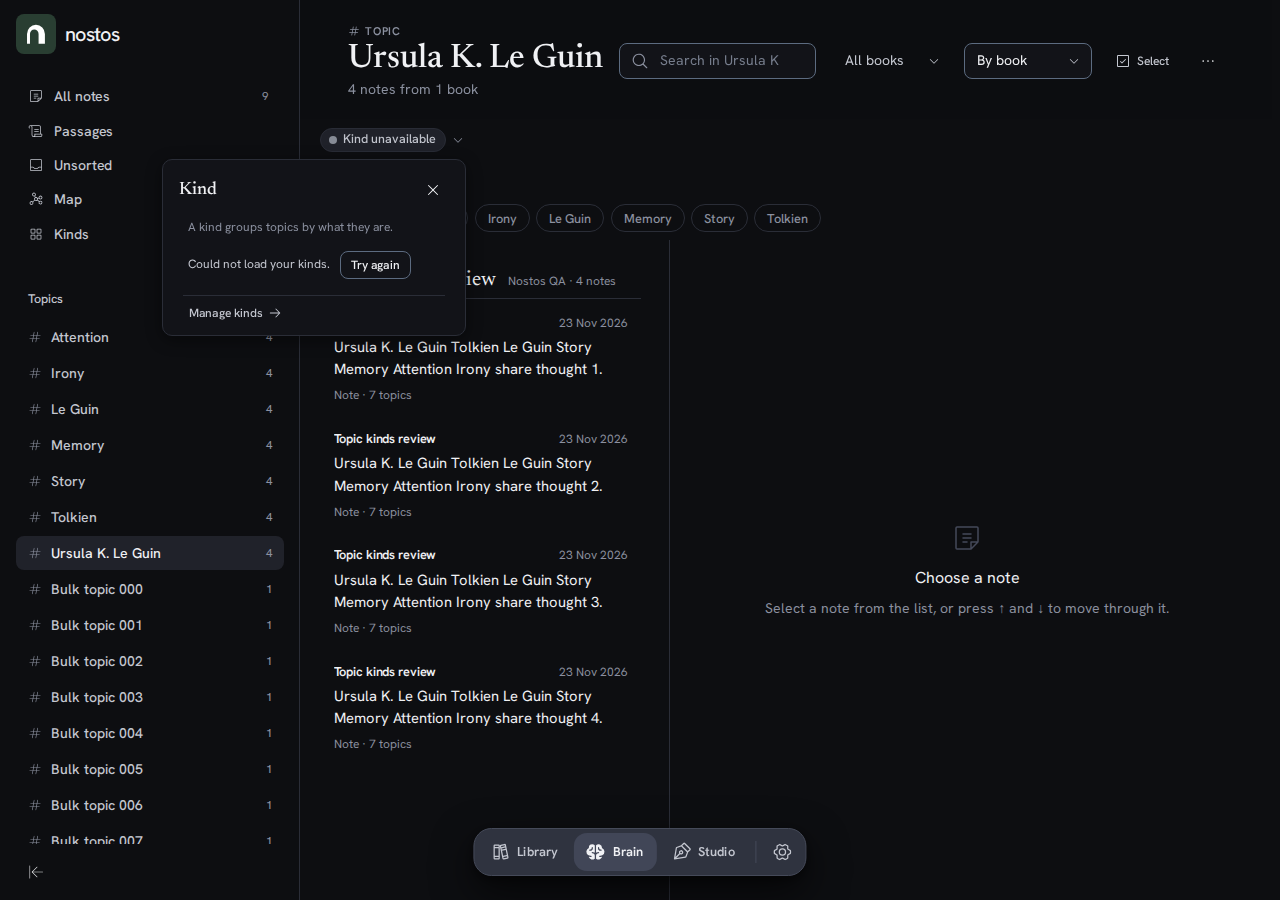 nostos
All notes 9
Passages
Unsorted
Map
Kinds
Topics
# Attention 4
# Irony 4
# Le Guin 4
# Memory 4
# Story 4
# Tolkien 4
# Ursula K. Le Guin 4
# Bulk topic 000 1
# Bulk topic 001 1
# Bulk topic 002 1
# Bulk topic 003 1
# Bulk topic 004 1
# Bulk topic 005 1
# Bulk topic 006 1
# Bulk topic 007 1
# TOPIC
Ursula K. Le Guin
4 notes from 1 book
Search in Ursula K
All books
By book
Select
Kind unavailable
Kind
A kind groups topics by what they are.
Could not load your kinds. Try again
Manage kinds →
Irony Le Guin Memory Story Tolkien
Nostos QA · 4 notes
23 Nov 2026
Ursula K. Le Guin Tolkien Le Guin Story
Memory Attention Irony share thought 1.
Note · 7 topics
Topic kinds review 23 Nov 2026
Ursula K. Le Guin Tolkien Le Guin Story
Memory Attention Irony share thought 2.
Note · 7 topics
Topic kinds review 23 Nov 2026
Ursula K. Le Guin Tolkien Le Guin Story
Memory Attention Irony share thought 3.
Note · 7 topics
Topic kinds review 23 Nov 2026
Ursula K. Le Guin Tolkien Le Guin Story
Memory Attention Irony share thought 4.
Note · 7 topics
Choose a note
Select a note from the list, or press ↑ and ↓ to move through it.
Library Brain Studio